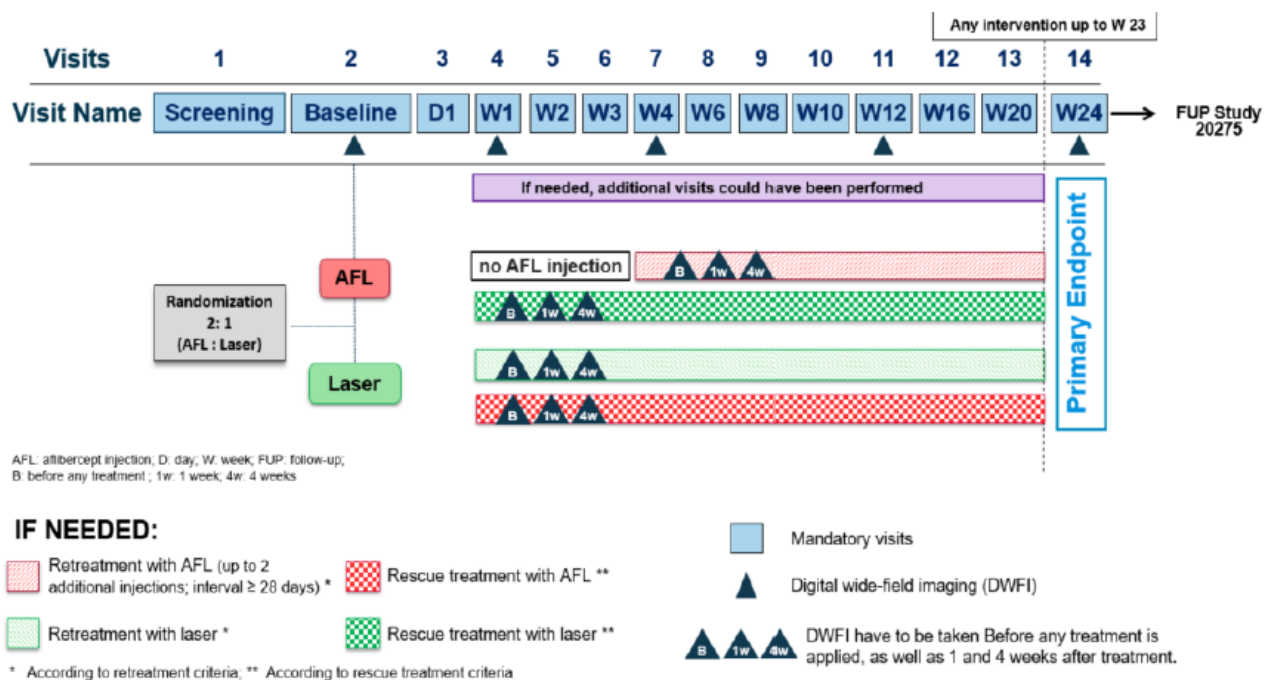 Any intervention up to W 23
Visits 1 2 3 4 5 6 7 8 9 10 11 12 13 14
Visit Name Screening Baseline D1 W1 W2 W3 W4 W6 W8 W10 W12 W16 W20 W24
FUP Study
20275
If needed, additional visits could have been performed
no AFL injection
B 1w 4w
AFL
Randomization
2: 1
(AFL : Laser)
B 1w 4w
Laser
B 1w 4w
B 1w 4w
Primary Endpoint
AFL: aflibercept injection; D: day; W: week; FUP: follow-up;
B: before any treatment ; 1w: 1 week; 4w: 4 weeks
IF NEEDED:
Retreatment with AFL (up to 2
additional injections; interval ≥ 28 days) *
Rescue treatment with AFL **
Retreatment with laser *
Rescue treatment with laser **
* According to retreatment criteria; ** According to rescue treatment criteria
Mandatory visits
Digital wide-field imaging (DWFI)
B 1w 4w
DWFI have to be taken Before any treatment is
applied, as well as 1 and 4 weeks after treatment.